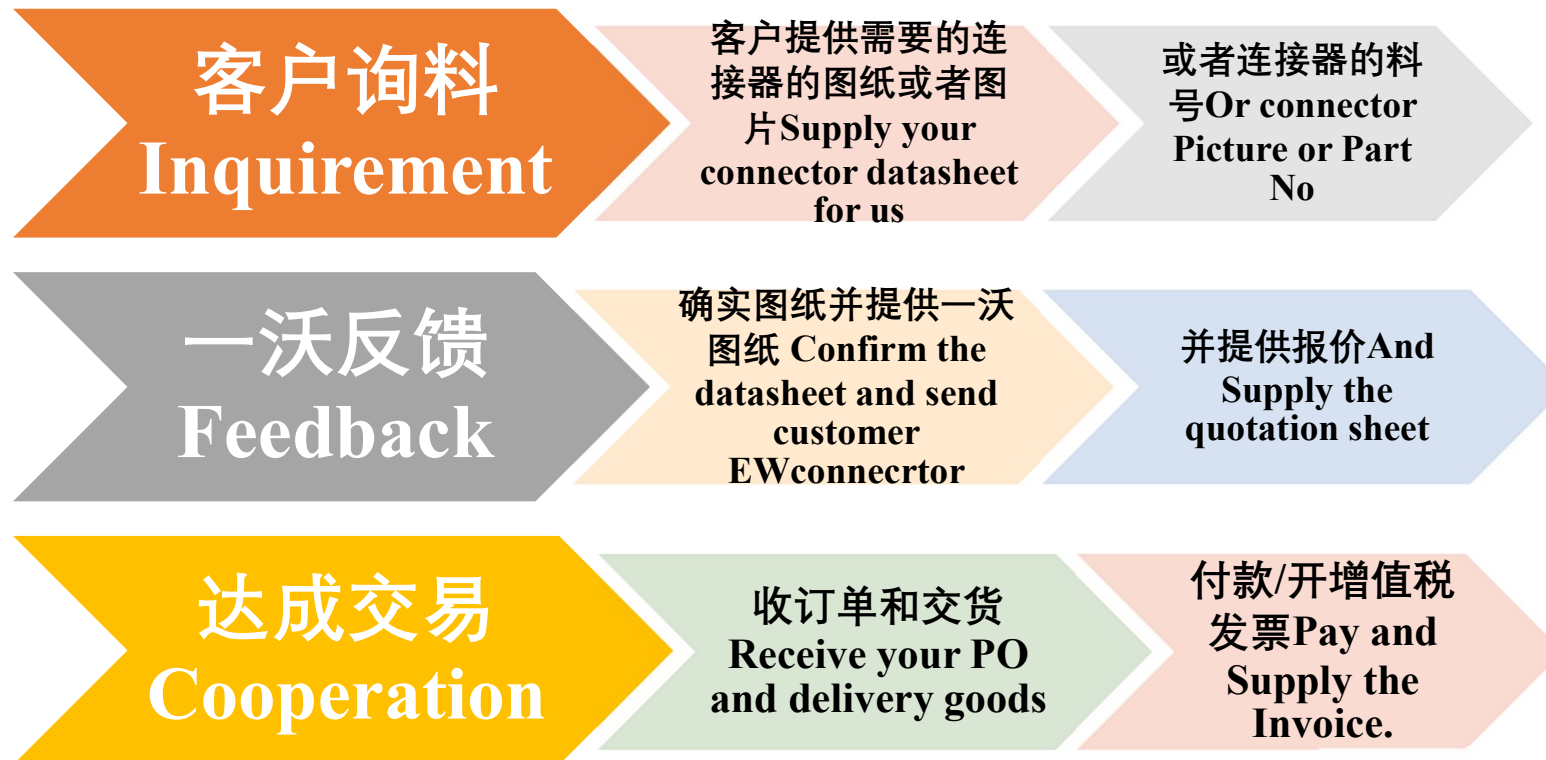 客户询料
Inquirement
客户提供需要的连
接器的图纸或者图
片Supply your
connector datasheet
for us
或者连接器的料
号Or connector
Picture or Part
No
一沃反馈
Feedback
确实图纸并提供一沃
图纸 Confirm the
datasheet and send
customer
EWconnecrtor
并提供报价And
Supply the
quotation sheet
达成交易
Cooperation
收订单和交货
Receive your PO
and delivery goods
付款/开增值税
发票Pay and
Supply the
Invoice.